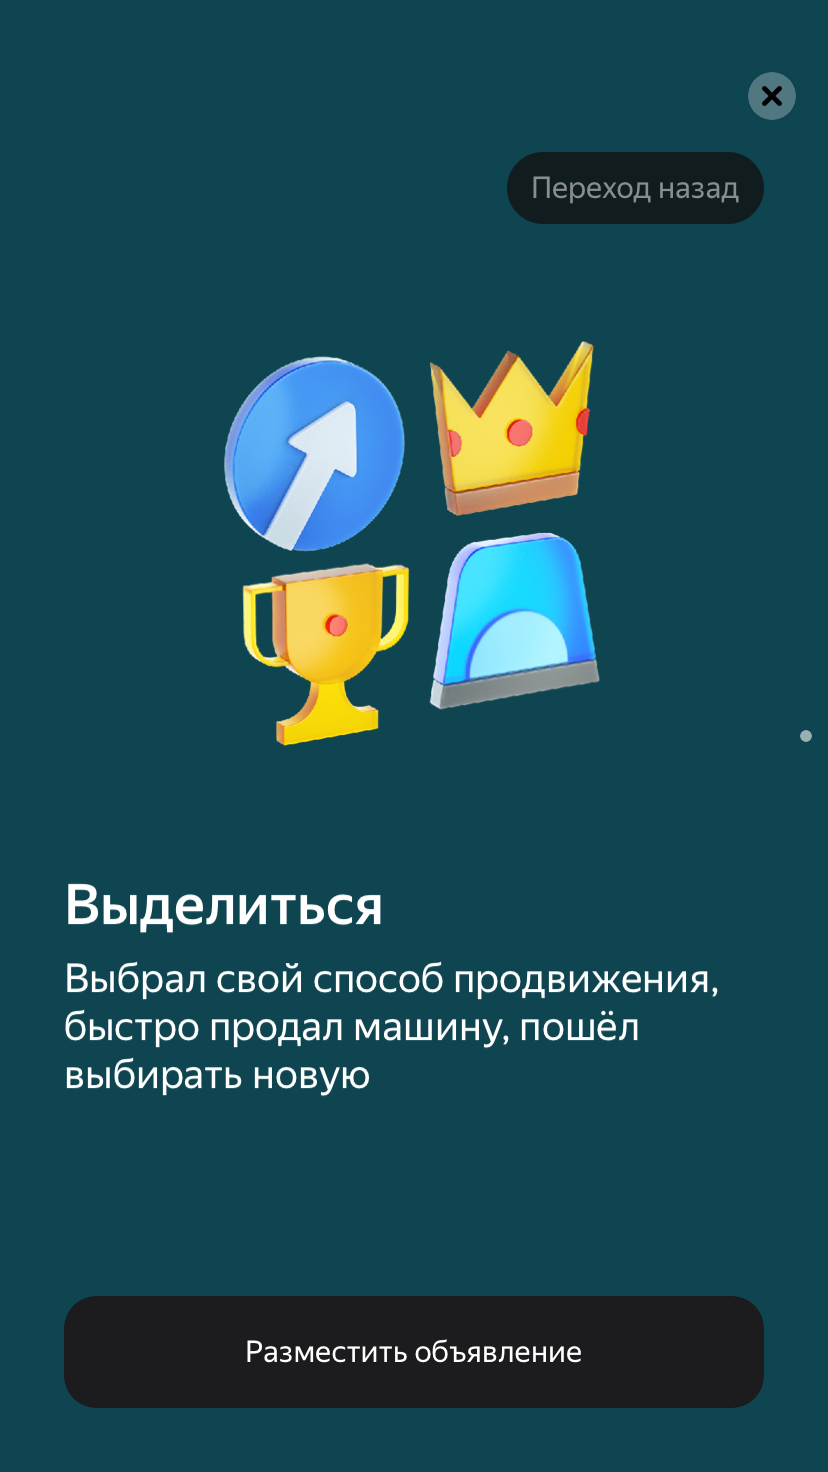 Переход назад
Выделиться
Выбрал свой способ продвижения,
быстро продал машину, пошёл
выбирать новую
Разместить объявление